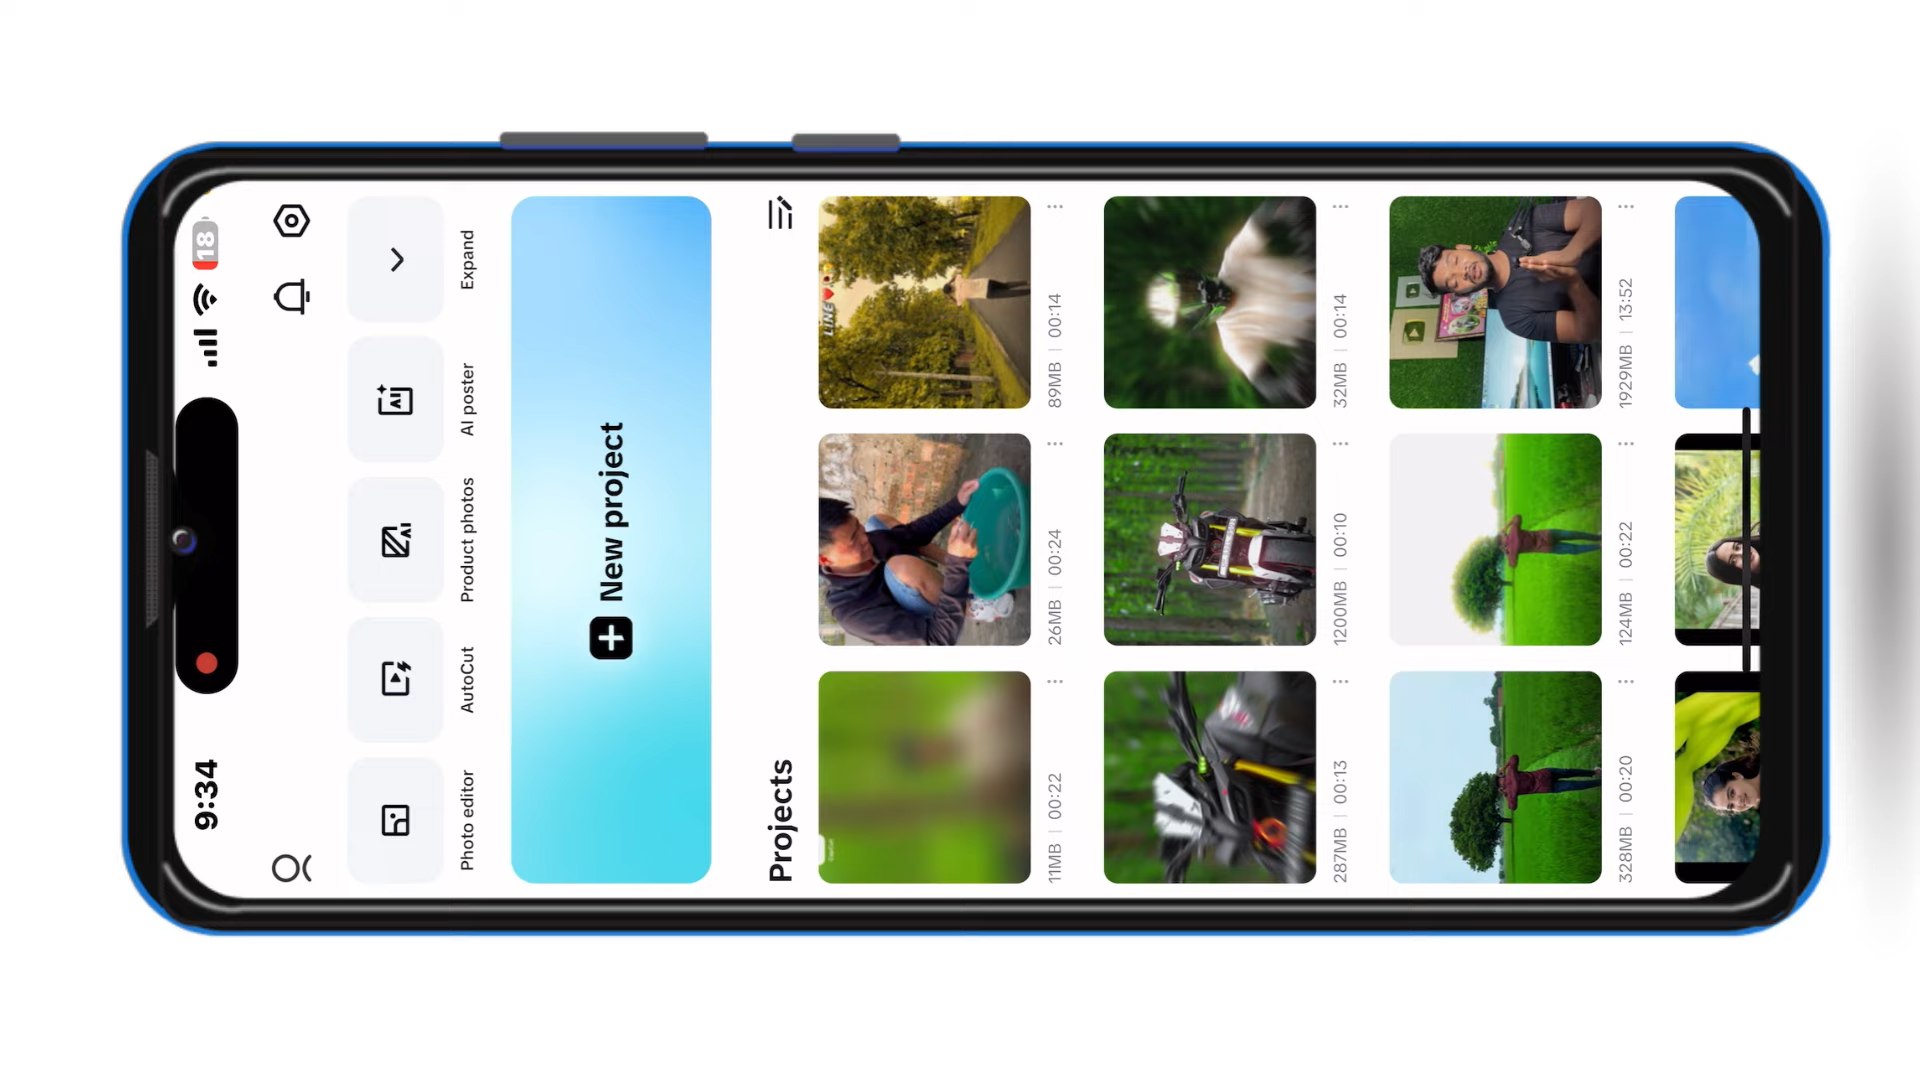 9:34
18
Photo editor
AutoCut
Product photos
AI poster
Expand
New project
Projects
11MB | 00:22
26MB | 00:24
89MB | 00:14
287MB | 00:13
1200MB | 00:10
32MB | 00:14
328MB | 00:20
124MB | 00:22
1929MB | 13:52